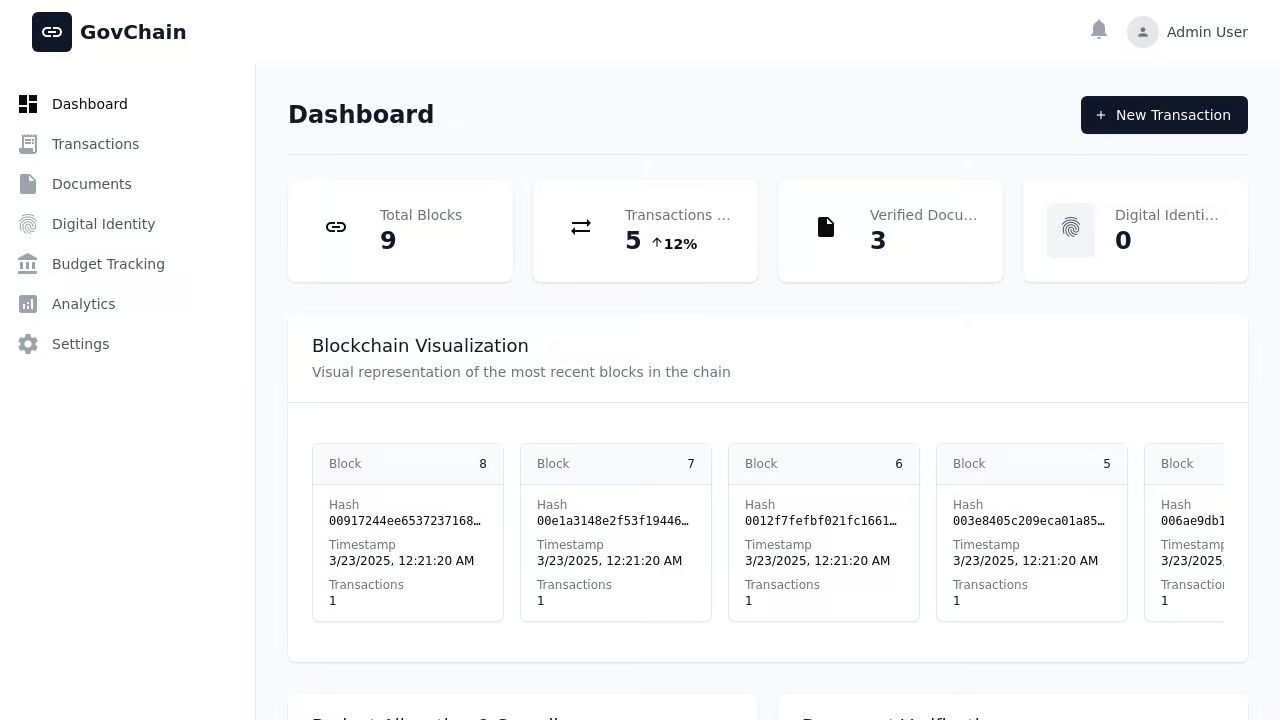 GovChain
Admin User
Dashboard
Transactions
Documents
Digital Identity
Budget Tracking
Analytics
Settings
Dashboard
+ New Transaction
Total Blocks
9
Transactions ...
5 ↑12%
Verified Docu...
3
Digital Identi...
0
Blockchain Visualization
Visual representation of the most recent blocks in the chain
Block 8
Hash
00917244ee6537237168…
Timestamp
3/23/2025, 12:21:20 AM
Transactions
1
Block 7
Hash
00e1a3148e2f53f19446…
Timestamp
3/23/2025, 12:21:20 AM
Transactions
1
Block 6
Hash
0012f7fefbf021fc1661…
Timestamp
3/23/2025, 12:21:20 AM
Transactions
1
Block 5
Hash
003e8405c209eca01a85…
Timestamp
3/23/2025, 12:21:20 AM
Transactions
1
Block
Hash
006ae9db1
Timestamp
3/23/2025,
Transaction
1